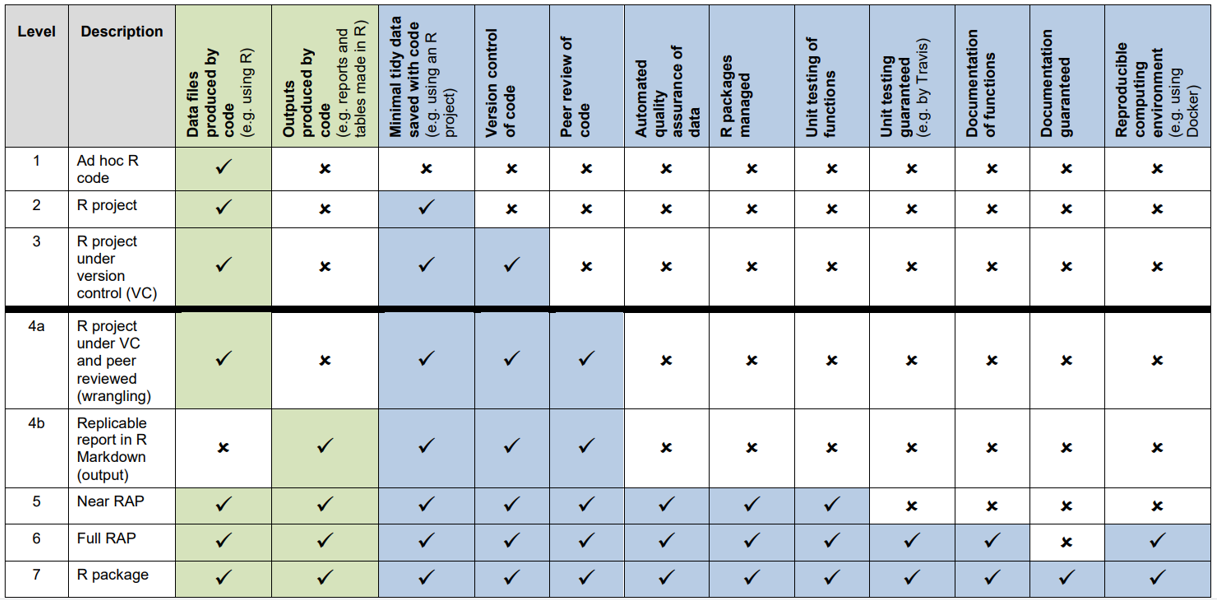 Level
Description
Data files
produced by
code
(e.g. using R)
Outputs
produced by
code
(e.g. reports and
tables made in R)
Minimal tidy data
saved with code
(e.g. using an R
project)
Version control
of code
Peer review of
code
Automated
quality
assurance of
data
R packages
managed
Unit testing of
functions
Unit testing
guaranteed
(e.g. by Travis)
Documentation
of functions
Documentation
guaranteed
Reproducible
computing
environment
(e.g. using
Docker)
1
Ad hoc R
code
✓ × × × × × × × × × × ×
2
R project
✓ × ✓ × × × × × × × × ×
3
R project
under
version
control (VC)
✓ × ✓ ✓ × × × × × × × ×
4a
R project
under VC
and peer
reviewed
(wrangling)
✓ × ✓ ✓ ✓ × × × × × × ×
4b
Replicable
report in R
Markdown
(output)
× ✓ ✓ ✓ ✓ × × × × × × ×
5
Near RAP
✓ ✓ ✓ ✓ ✓ ✓ ✓ ✓ × × × ×
6
Full RAP
✓ ✓ ✓ ✓ ✓ ✓ ✓ ✓ ✓ ✓ × ✓
7
R package
✓ ✓ ✓ ✓ ✓ ✓ ✓ ✓ ✓ ✓ ✓ ✓